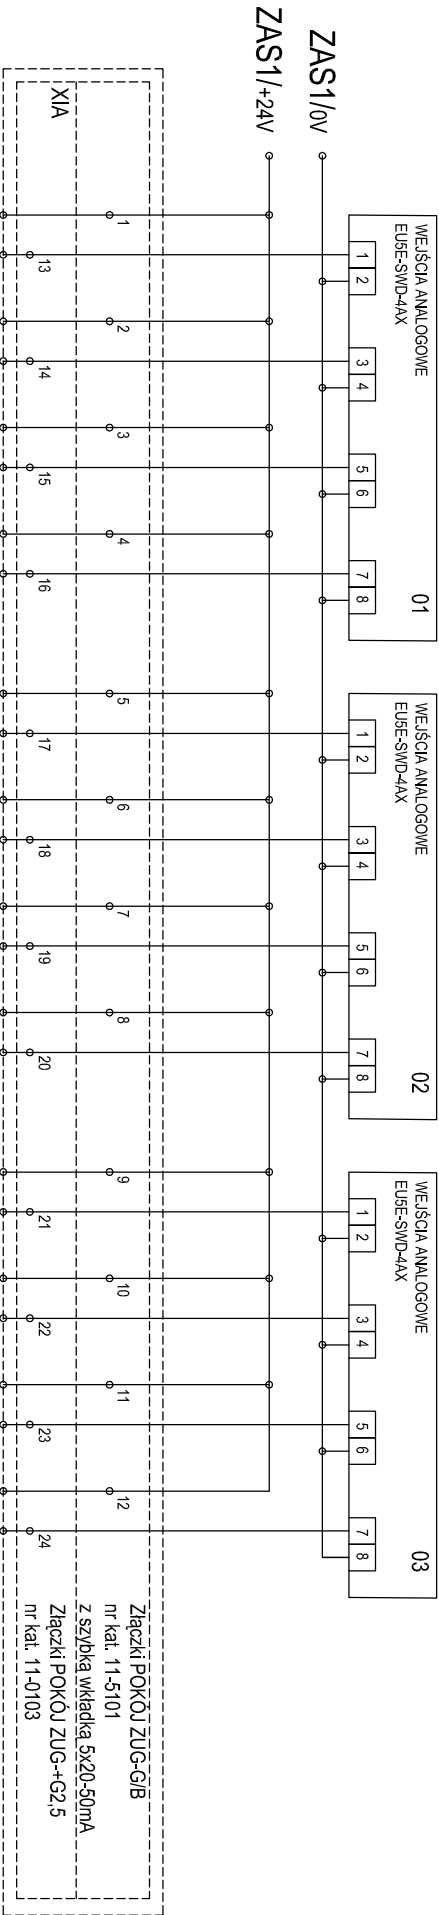 ZAS1/0V
ZAS1/+24V
WEJŚCIA ANALOGOWE
EU5E-SWD-4AX
01
1 2 3 4 5 6 7 8
WEJŚCIA ANALOGOWE
EU5E-SWD-4AX
02
1 2 3 4 5 6 7 8
WEJŚCIA ANALOGOWE
EU5E-SWD-4AX
03
1 2 3 4 5 6 7 8
1 2 3 4 5 6 7 8 9 10 11 12
Złączki POKÓJ ZUG-G/B
nr kat. 11-5101
z szybką wkładką 5x20-50mA
XIA
13 14 15 16 17 18 19 20 21 22 23 24
Złączki POKÓJ ZUG-+G2,5
nr kat. 11-0103